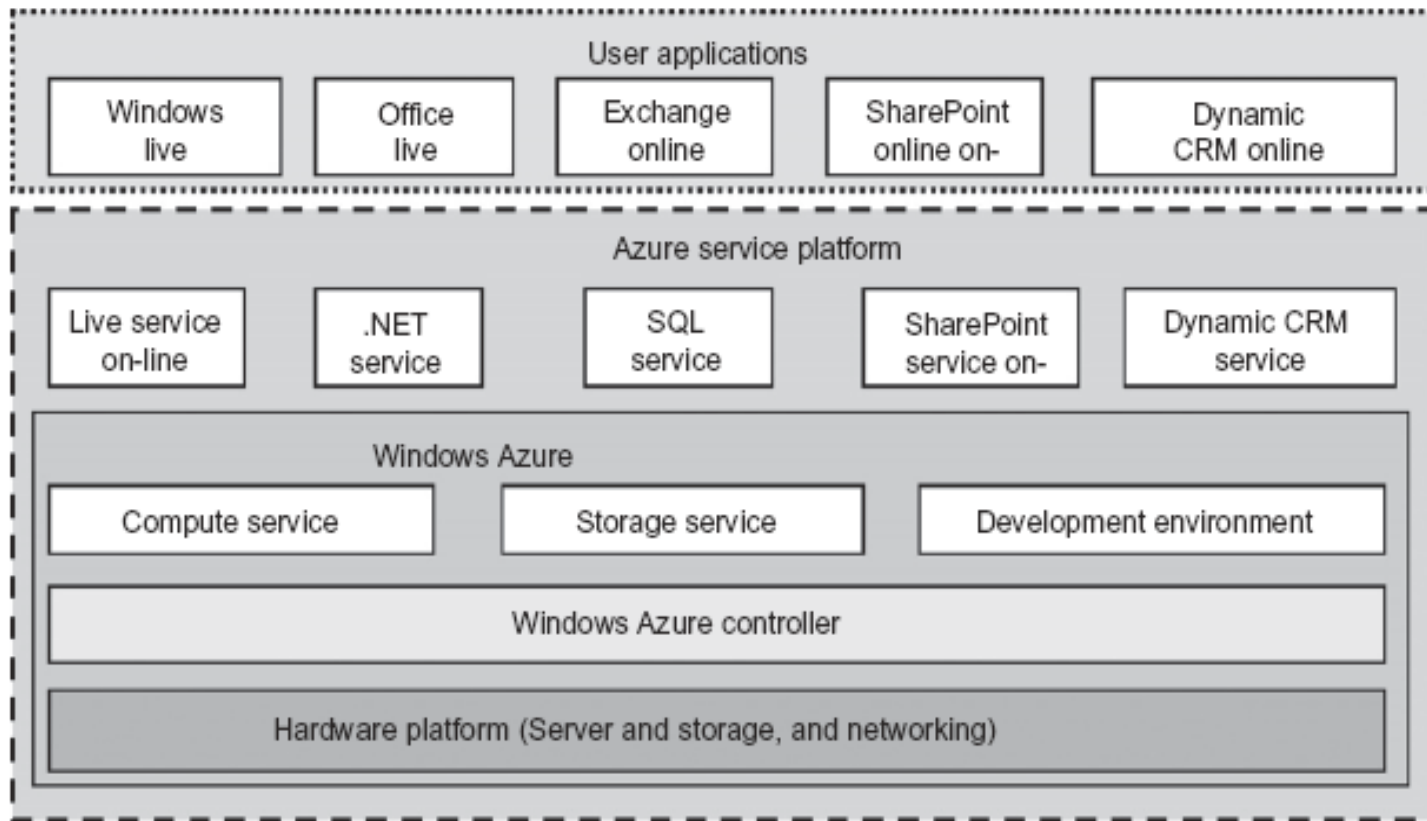 User applications
Windows
live
Office
live
Exchange
online
SharePoint
online on-
Dynamic
CRM online
Azure service platform
Live service
on-line
.NET
service
SQL
service
SharePoint
service on-
Dynamic CRM
service
Windows Azure
Compute service
Storage service
Development environment
Windows Azure controller
Hardware platform (Server and storage, and networking)